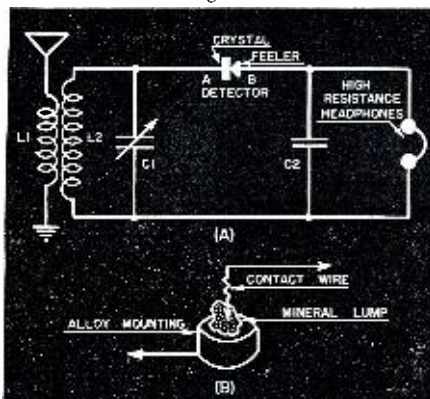 CRYSTAL
FEELER
A B
DETECTOR
HIGH
RESISTANCE
HEADPHONES
L1 L2
C1
C2
(A)
CONTACT WIRE
MINERAL LUMP
ALLOY MOUNTING
(B)